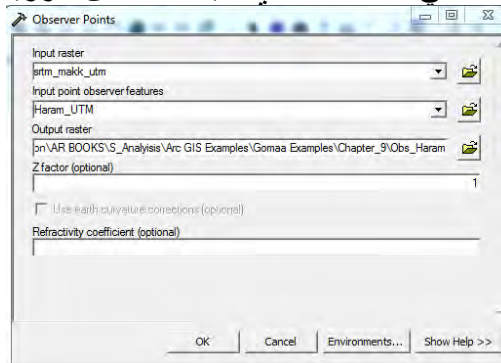 Observer Points
Input raster
srtm_makk_utm
Input point observer features
Haram_UTM
Output raster
on\AR BOOKS\S_Analyisis\Arc GIS Examples\Gomaa Examples\Chapter_9\Obs_Haram
Z factor (optional)
1
Use earth curvature corrections (optional)
Refractivity coefficient (optional)
OK Cancel Environments... Show Help >>